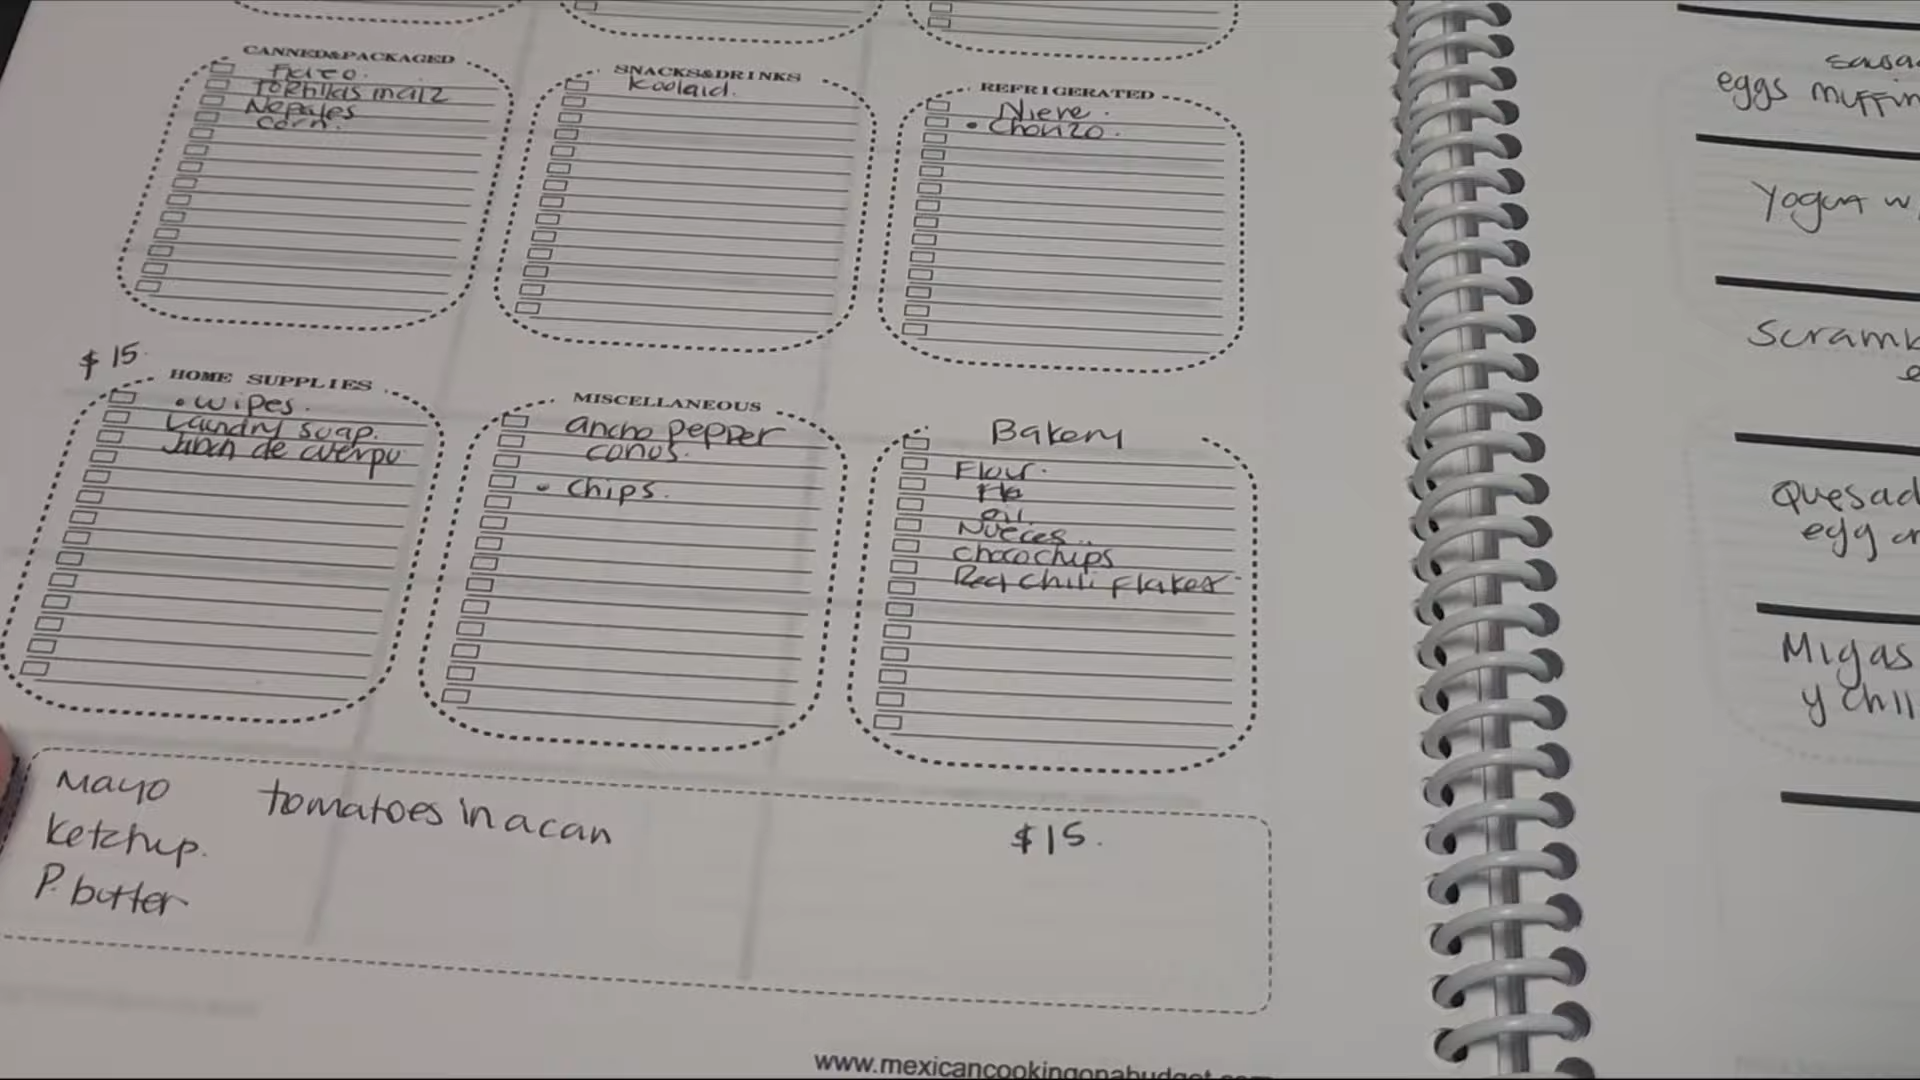 CANNED&PACKAGED
Tortillas maiz
Nopales
corn.
SNACKS&DRINKS
Koolaid.
REFRIGERATED
Nieve.
• Chorizo.
$15.
HOME SUPPLIES
• wipes.
Laundry soap.
Jabon de cuerpo
MISCELLANEOUS
ancho pepper
conos.
• chips.
Bakery
Flour.
oil.
Nueces..
chocochips
Red chili flakes
Mayo
Ketchup.
P. butter
tomatoes in a can
$15.
eggs
Yogurt w
Scramb
Quesad
egg
Migas
y chil
www.mexicancookingonabudget.com